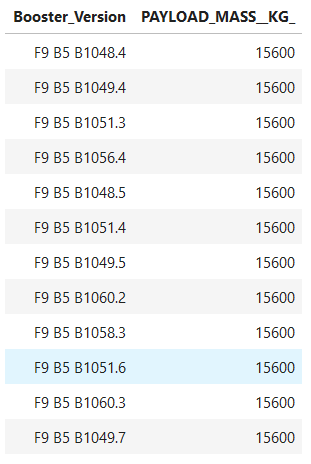 Booster_Version PAYLOAD_MASS__KG_
F9 B5 B1048.4 15600
F9 B5 B1049.4 15600
F9 B5 B1051.3 15600
F9 B5 B1056.4 15600
F9 B5 B1048.5 15600
F9 B5 B1051.4 15600
F9 B5 B1049.5 15600
F9 B5 B1060.2 15600
F9 B5 B1058.3 15600
F9 B5 B1051.6 15600
F9 B5 B1060.3 15600
F9 B5 B1049.7 15600